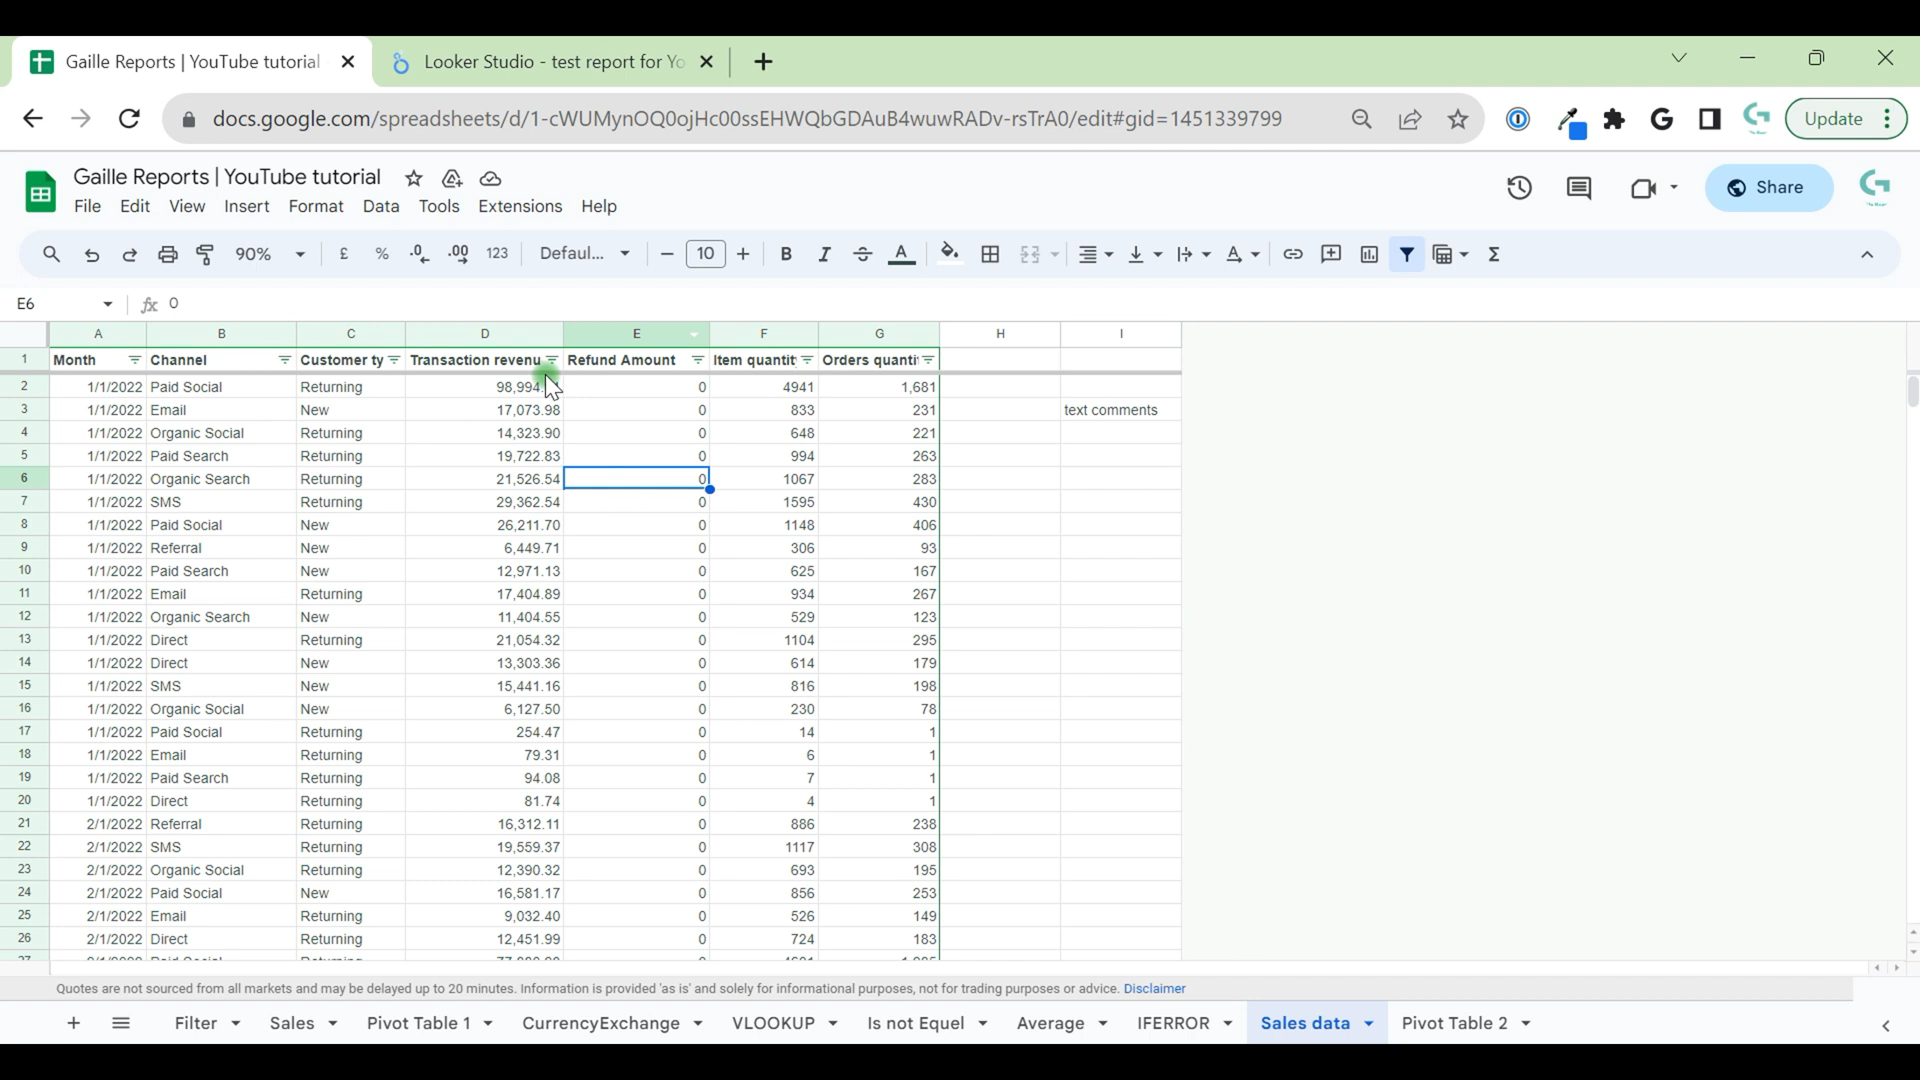 Gaille Reports | YouTube tutorial
Looker Studio - test report for Yo
docs.google.com/spreadsheets/d/1-cWUMynOQ0ojHc00ssEHWQbGDAuB4wuwRADv-rsTrA0/edit#gid=1451339799
Update
Gaille Reports | YouTube tutorial
File Edit View Insert Format Data Tools Extensions Help
Share
90% £ % .0 .00 123 Defaul... 10 B I A
E6 fx 0
A B C D E F G H I
1 Month Channel Customer ty Transaction revenu Refund Amount Item quantit Orders quanti
2 1/1/2022 Paid Social Returning 98,994. 0 4941 1,681
3 1/1/2022 Email New 17,073.98 0 833 231 text comments
4 1/1/2022 Organic Social Returning 14,323.90 0 648 221
5 1/1/2022 Paid Search Returning 19,722.83 0 994 263
6 1/1/2022 Organic Search Returning 21,526.54 0 1067 283
7 1/1/2022 SMS Returning 29,362.54 0 1595 430
8 1/1/2022 Paid Social New 26,211.70 0 1148 406
9 1/1/2022 Referral New 6,449.71 0 306 93
10 1/1/2022 Paid Search New 12,971.13 0 625 167
11 1/1/2022 Email Returning 17,404.89 0 934 267
12 1/1/2022 Organic Search New 11,404.55 0 529 123
13 1/1/2022 Direct Returning 21,054.32 0 1104 295
14 1/1/2022 Direct New 13,303.36 0 614 179
15 1/1/2022 SMS New 15,441.16 0 816 198
16 1/1/2022 Organic Social New 6,127.50 0 230 78
17 1/1/2022 Paid Social Returning 254.47 0 14 1
18 1/1/2022 Email Returning 79.31 0 6 1
19 1/1/2022 Paid Search Returning 94.08 0 7 1
20 1/1/2022 Direct Returning 81.74 0 4 1
21 2/1/2022 Referral Returning 16,312.11 0 886 238
22 2/1/2022 SMS Returning 19,559.37 0 1117 308
23 2/1/2022 Organic Social Returning 12,390.32 0 693 195
24 2/1/2022 Paid Social New 16,581.17 0 856 253
25 2/1/2022 Email Returning 9,032.40 0 526 149
26 2/1/2022 Direct Returning 12,451.99 0 724 183
Quotes are not sourced from all markets and may be delayed up to 20 minutes. Information is provided 'as is' and solely for informational purposes, not for trading purposes or advice. Disclaimer
Filter Sales Pivot Table 1 CurrencyExchange VLOOKUP Is not Equel Average IFERROR Sales data Pivot Table 2